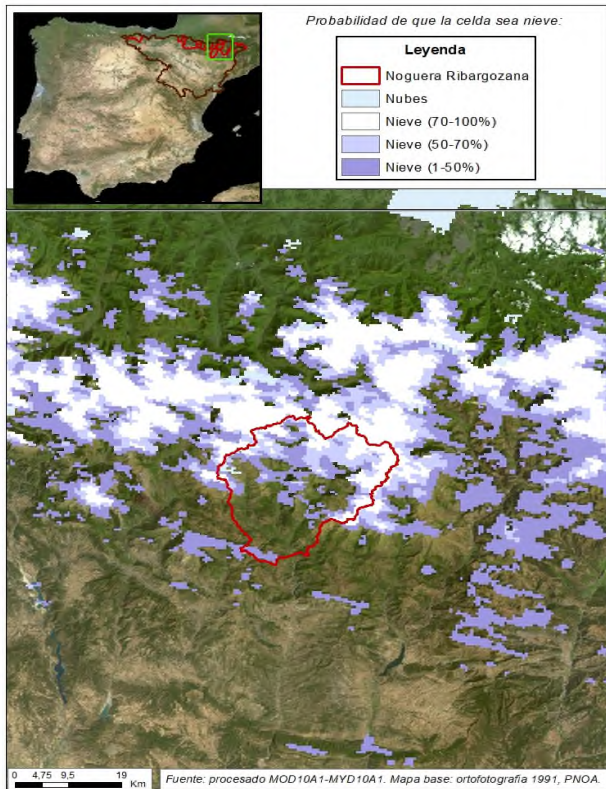 Probabilidad de que la celda sea nieve:
Leyenda
Noguera Ribargozana
Nubes
Nieve (70-100%)
Nieve (50-70%)
Nieve (1-50%)
0 4,75 9,5 19
Km
Fuente: procesado MOD10A1-MYD10A1. Mapa base: ortofotografía 1991, PNOA.